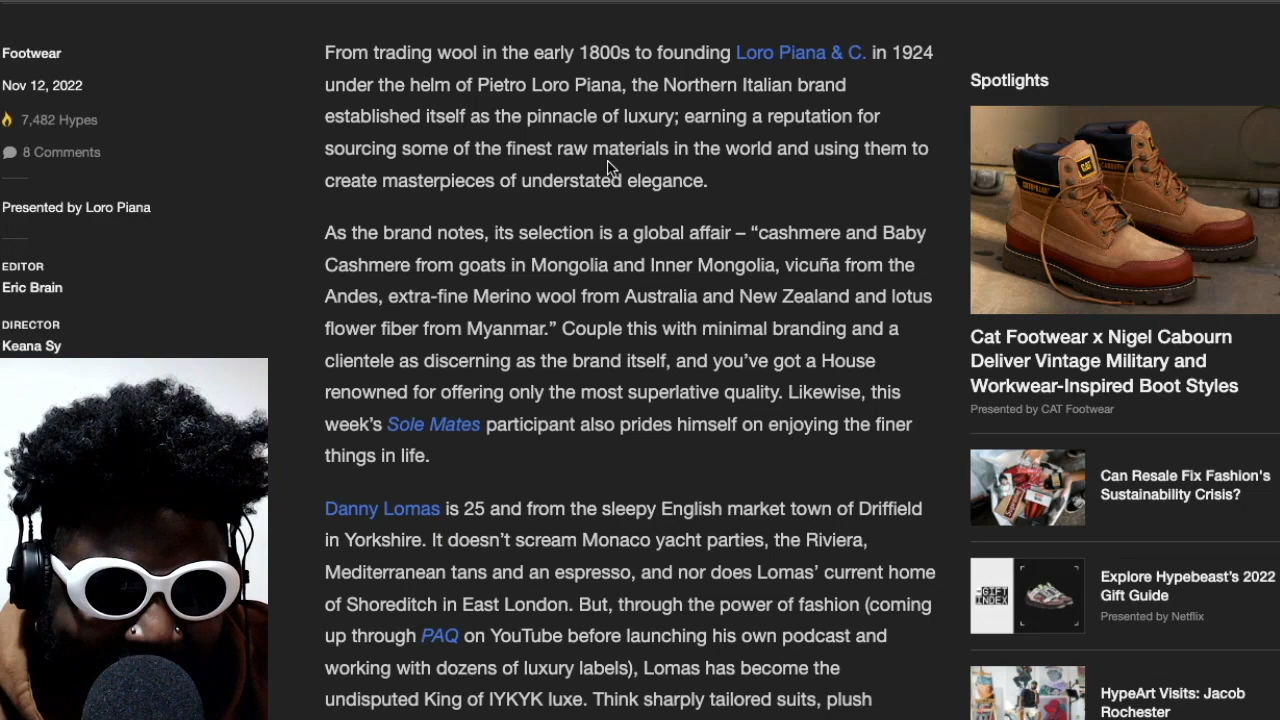 Footwear
Nov 12, 2022
7,482 Hypes
8 Comments
Presented by Loro Piana
EDITOR
Eric Brain
DIRECTOR
Keana Sy
From trading wool in the early 1800s to founding Loro Piana & C. in 1924
under the helm of Pietro Loro Piana, the Northern Italian brand
established itself as the pinnacle of luxury; earning a reputation for
sourcing some of the finest raw materials in the world and using them to
create masterpieces of understated elegance.
As the brand notes, its selection is a global affair – “cashmere and Baby
Cashmere from goats in Mongolia and Inner Mongolia, vicuña from the
Andes, extra-fine Merino wool from Australia and New Zealand and lotus
flower fiber from Myanmar.” Couple this with minimal branding and a
clientele as discerning as the brand itself, and you’ve got a House
renowned for offering only the most superlative quality. Likewise, this
week’s Sole Mates participant also prides himself on enjoying the finer
things in life.
Danny Lomas is 25 and from the sleepy English market town of Driffield
in Yorkshire. It doesn’t scream Monaco yacht parties, the Riviera,
Mediterranean tans and an espresso, and nor does Lomas’ current home
of Shoreditch in East London. But, through the power of fashion (coming
up through PAQ on YouTube before launching his own podcast and
working with dozens of luxury labels), Lomas has become the
undisputed King of IYKYK luxe. Think sharply tailored suits, plush
Spotlights
CAT
Cat Footwear x Nigel Cabourn
Deliver Vintage Military and
Workwear-Inspired Boot Styles
Presented by CAT Footwear
Can Resale Fix Fashion's
Sustainability Crisis?
GIFT
INDEX
Explore Hypebeast’s 2022
Gift Guide
Presented by Netflix
HypeArt Visits: Jacob
Rochester